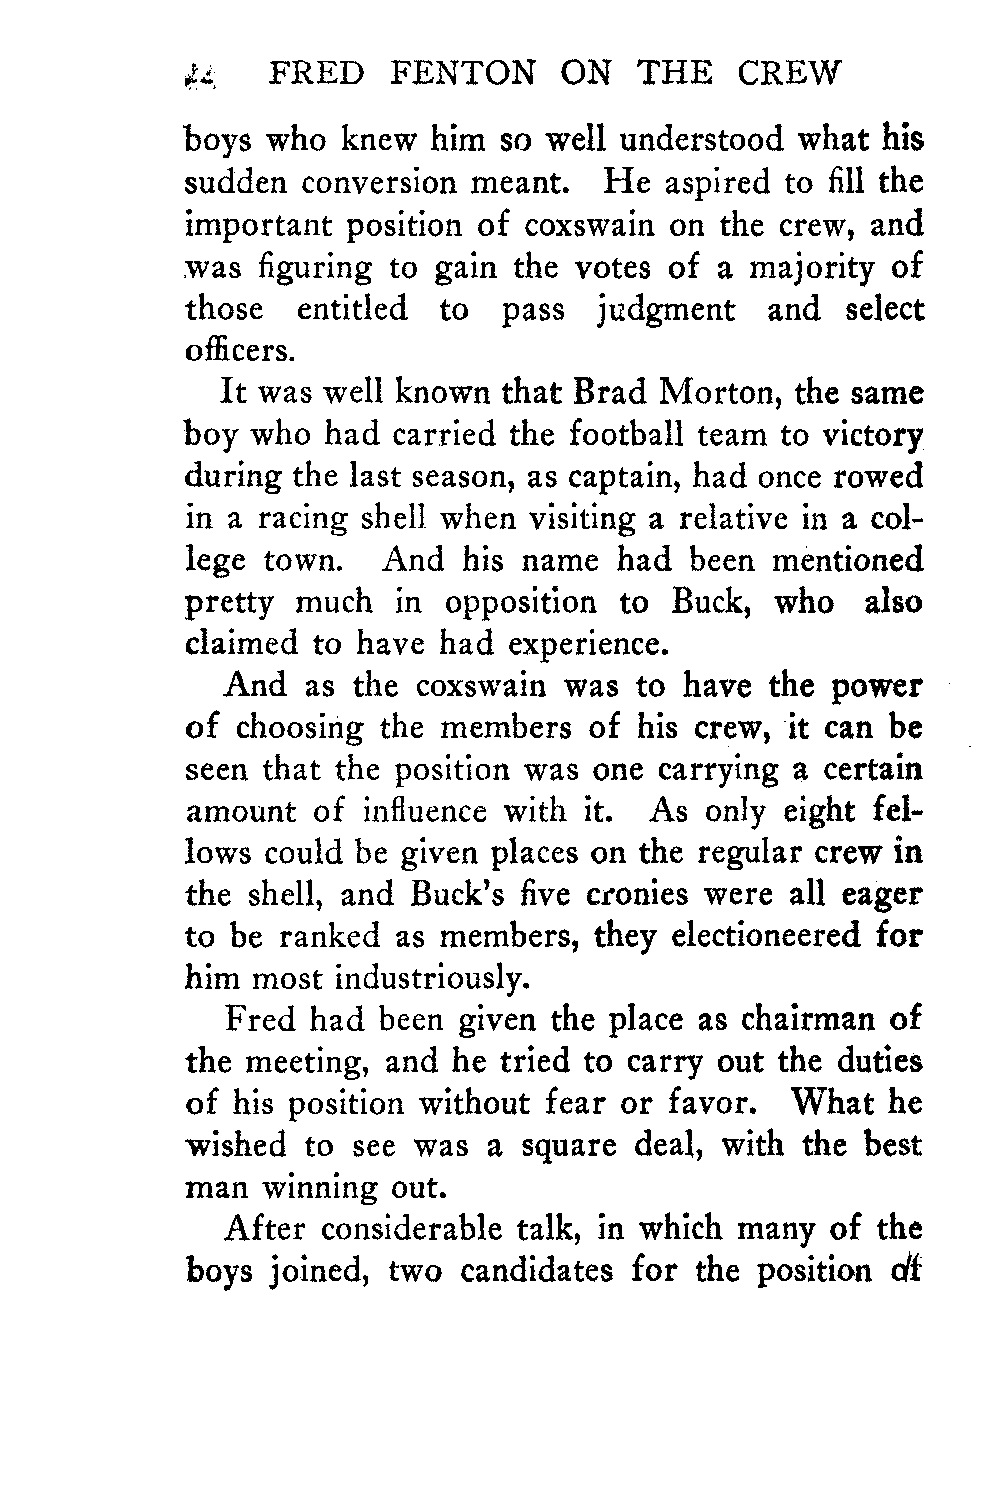 FRED FENTON ON THE CREW
boys who knew him so well understood what his
sudden conversion meant. He aspired to fill the
important position of coxswain on the crew, and
was figuring to gain the votes of a majority of
those entitled to pass judgment and select
officers.
It was well known that Brad Morton, the same
boy who had carried the football team to victory
during the last season, as captain, had once rowed
in a racing shell when visiting a relative in a col-
lege town. And his name had been mentioned
pretty much in opposition to Buck, who also
claimed to have had experience.
And as the coxswain was to have the power
of choosing the members of his crew, it can be
seen that the position was one carrying a certain
amount of influence with it. As only eight fel-
lows could be given places on the regular crew in
the shell, and Buck's five cronies were all eager
to be ranked as members, they electioneered for
him most industriously.
Fred had been given the place as chairman of
the meeting, and he tried to carry out the duties
of his position without fear or favor. What he
wished to see was a square deal, with the best
man winning out.
After considerable talk, in which many of the
boys joined, two candidates for the position of